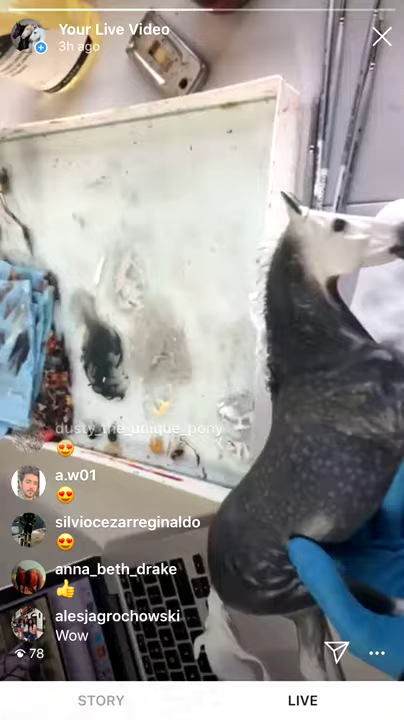 Your Live Video
3h ago
dusty_the_unique_pony
😍
a.w01
😍
silviocezarreginaldo
😍
anna_beth_drake
👍
alesjagrochowski
Wow
78
STORY
LIVE